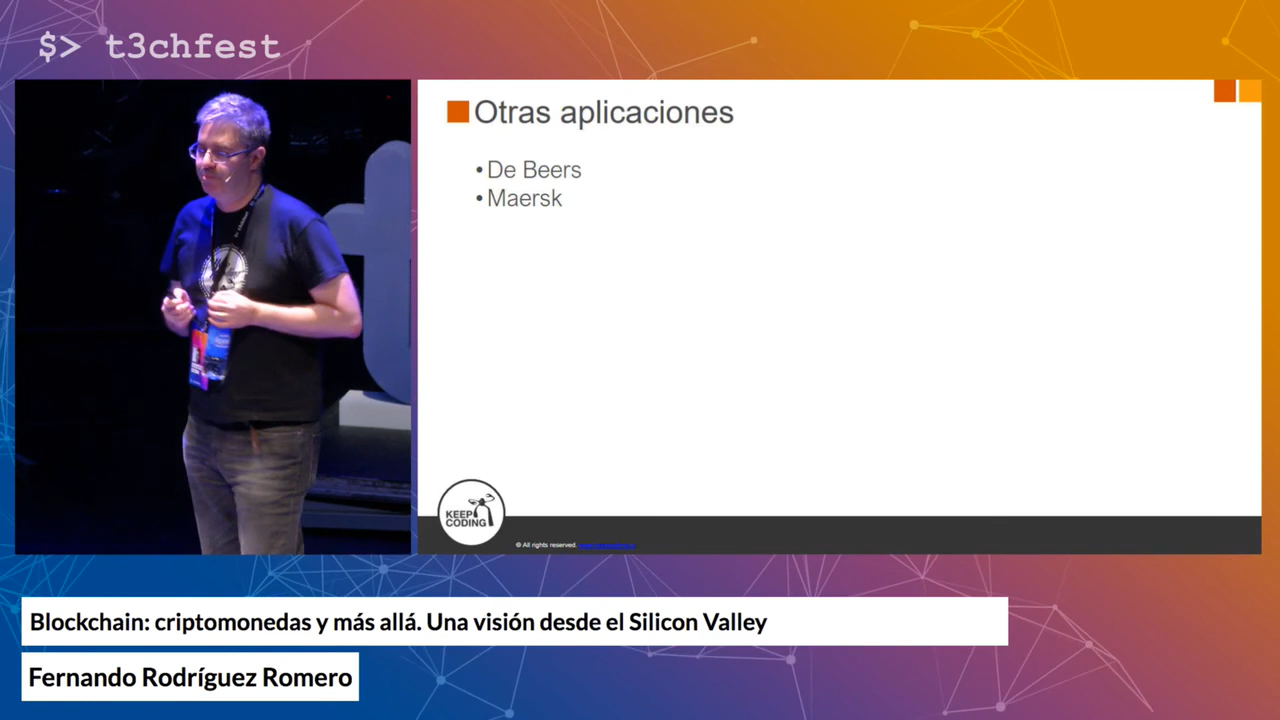 $> t3chfest
Otras aplicaciones
• De Beers
• Maersk
KEEP
CODING
© All rights reserved.
Blockchain: criptomonedas y más allá. Una visión desde el Silicon Valley
Fernando Rodríguez Romero